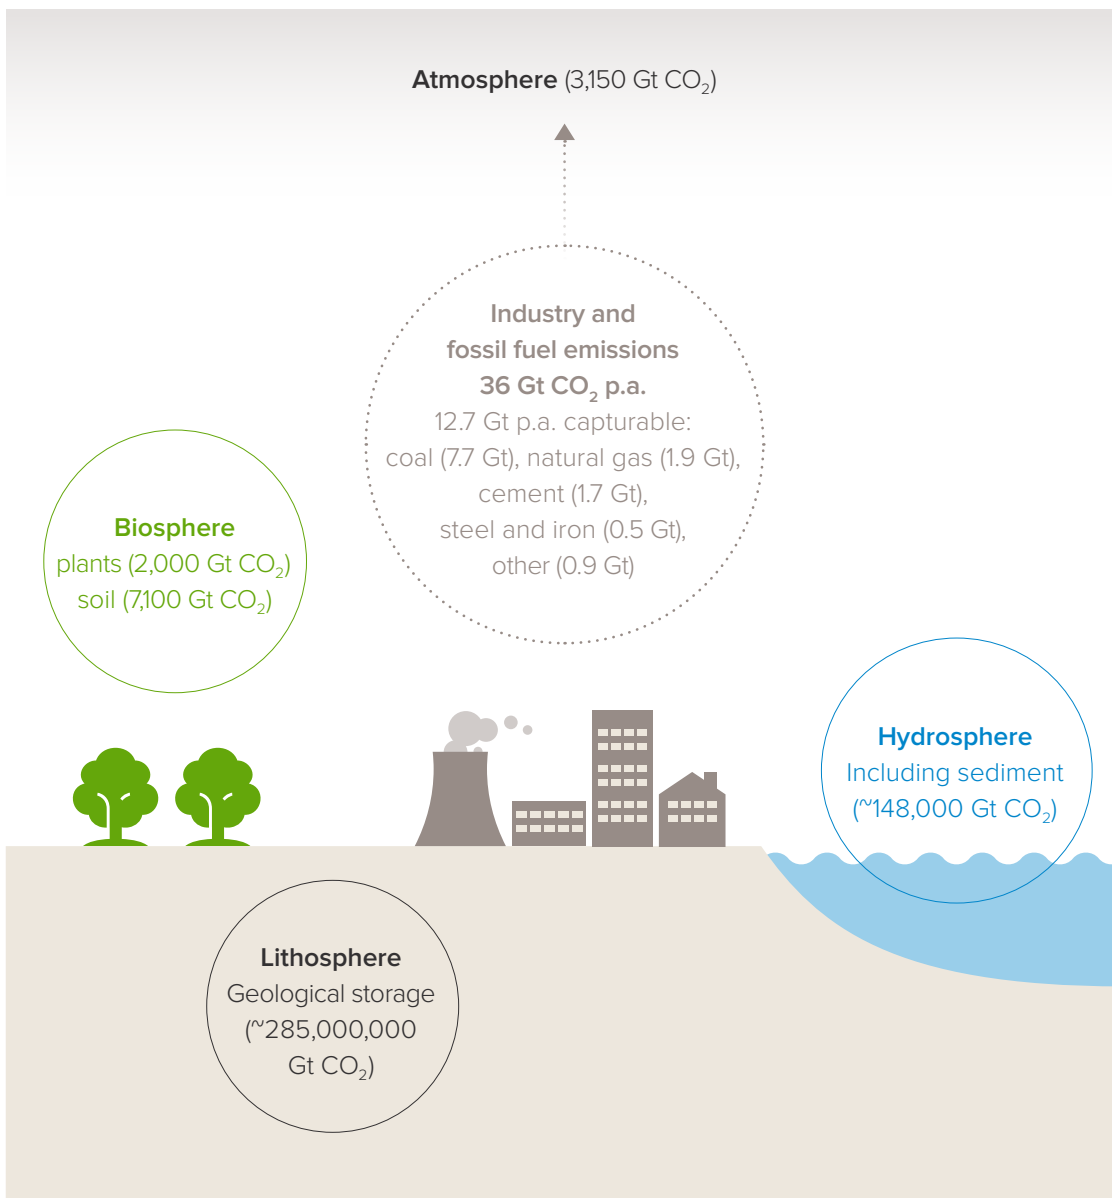 Atmosphere (3,150 Gt CO₂)
Industry and
fossil fuel emissions
36 Gt CO₂ p.a.
12.7 Gt p.a. capturable:
coal (7.7 Gt), natural gas (1.9 Gt),
cement (1.7 Gt),
steel and iron (0.5 Gt),
other (0.9 Gt)
Biosphere
plants (2,000 Gt CO₂)
soil (7,100 Gt CO₂)
Hydrosphere
Including sediment
(~148,000 Gt CO₂)
Lithosphere
Geological storage
(~285,000,000
Gt CO₂)